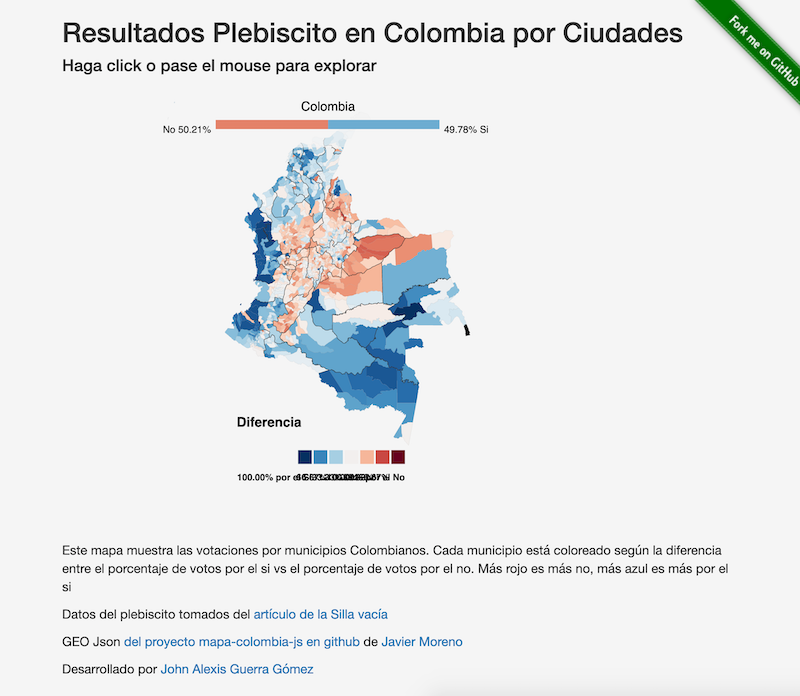 Resultados Plebiscito en Colombia por Ciudades
Fork me on GitHub
Haga click o pase el mouse para explorar
Colombia
No 50.21%
49.78% Si
Diferencia
100.00% por el
No
Este mapa muestra las votaciones por municipios Colombianos. Cada municipio está coloreado según la diferencia
entre el porcentaje de votos por el si vs el porcentaje de votos por el no. Más rojo es más no, más azul es más por el
si
Datos del plebiscito tomados del artículo de la Silla vacía
GEO Json del proyecto mapa-colombia-js en github de Javier Moreno
Desarrollado por John Alexis Guerra Gómez